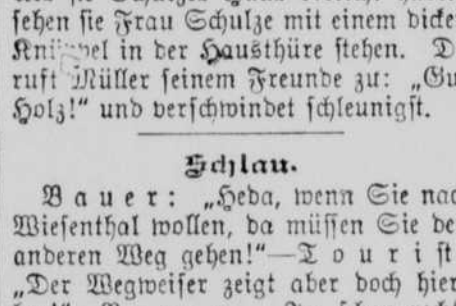 sehen sie Frau Schulze mit einem dicke
Knüppel in der Hausthüre stehen. D
ruft Müller seinem Freunde zu: „Gu
Holz!“ und verschwindet schleunigst.
Schlau.
Bauer: „Heda, wenn Sie nac
Wiesenthal wollen, da müssen Sie de
anderen Weg gehen!“—Tourist
„Der Wegweiser zeigt aber doch hier